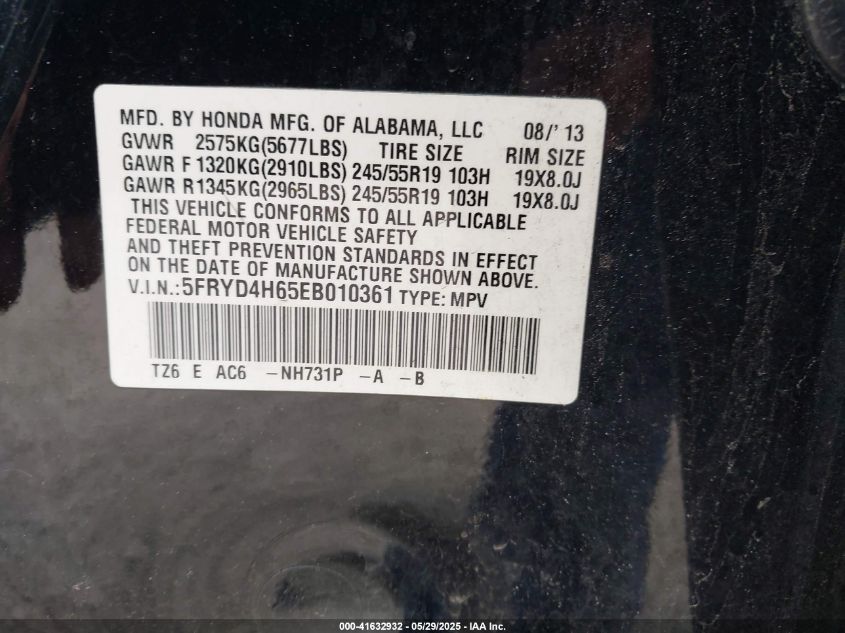 MFD. BY HONDA MFG. OF ALABAMA, LLC 08/'13
GVWR 2575KG(5677LBS) TIRE SIZE RIM SIZE
GAWR F 1320KG(2910LBS) 245/55R19 103H 19X8.0J
GAWR R1345KG(2965LBS) 245/55R19 103H 19X8.0J
THIS VEHICLE CONFORMS TO ALL APPLICABLE
FEDERAL MOTOR VEHICLE SAFETY
AND THEFT PREVENTION STANDARDS IN EFFECT
ON THE DATE OF MANUFACTURE SHOWN ABOVE.
V.I.N.:5FRYD4H65EB010361 TYPE: MPV
TZ6 E AC6 -NH731P -A -B
000-41632932 - 05/29/2025 - IAA Inc.